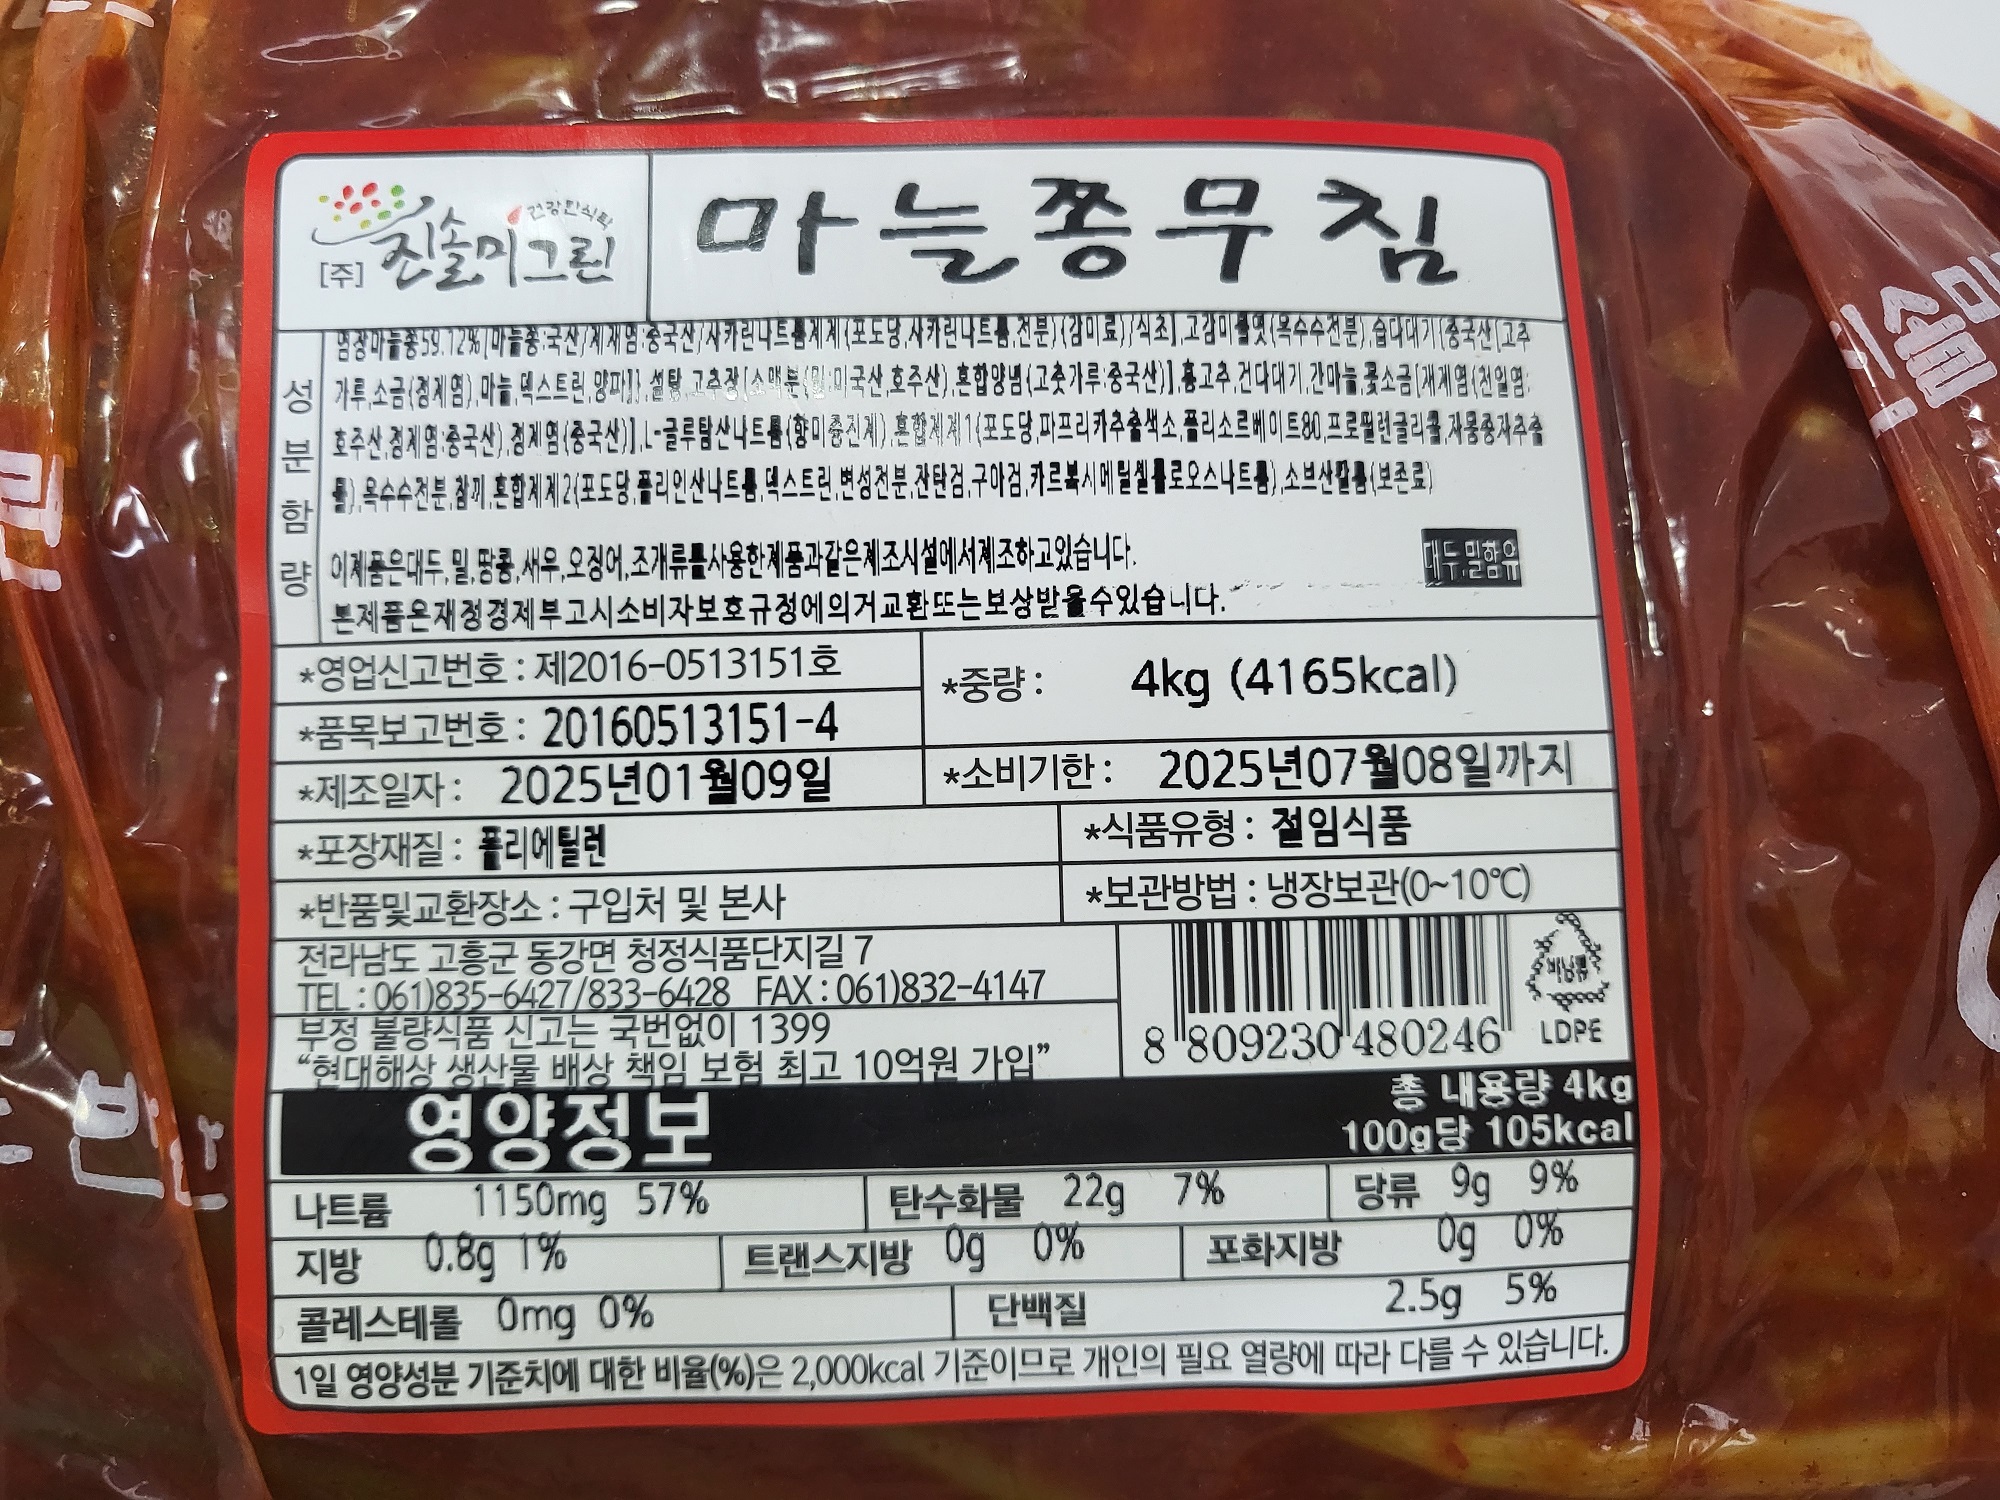 건강한식탁
[주] 진솔미그린
마늘쫑무침
성분함량
염장마늘쫑59.12%[마늘쫑:국산/제재염:중국산/사카린나트륨제제(포도당,사카린나트륨,전분)(감미료)/식초],고감미물엿(옥수수전분),습다대기{중국산[고추
가루,소금(정제염),마늘,덱스트린,양파]},설탕,고추장[소맥분(밀:미국산,호주산),혼합양념(고춧가루:중국산)],홍고추,건다대기,간마늘,꽃소금[재제염(천일염:
호주산,정제염:중국산),정제염(중국산)],L-글루탐산나트륨(향미증진제),혼합제제1(포도당,파프리카추출색소,폴리소르베이트80,프로필렌글리콜,자몽종자추출
물),옥수수전분,참깨,혼합제제2(포도당,폴리인산나트륨,덱스트린,변성전분,잔탄검,구아검,카르복시메틸셀룰로오스나트륨),소브산칼륨(보존료)
이제품은대두,밀,땅콩,새우,오징어,조개류를사용한제품과같은제조시설에서제조하고있습니다.
대두,밀함유
본제품은재정경제부고시소비자보호규정에의거교환또는보상받을수있습니다.
*영업신고번호 : 제2016-0513151호
*중량 : 4kg (4165kcal)
*품목보고번호 : 20160513151-4
*제조일자 : 2025년01월09일
*소비기한 : 2025년07월08일까지
*포장재질 : 폴리에틸렌
*식품유형 : 절임식품
*반품및교환장소 : 구입처 및 본사
*보관방법 : 냉장보관(0~10℃)
전라남도 고흥군 동강면 청정식품단지길 7
TEL : 061)835-6427/833-6428 FAX : 061)832-4147
부정 불량식품 신고는 국번없이 1399
“현대해상 생산물 배상 책임 보험 최고 10억원 가입”
8 809230 480246
비닐류
LDPE
영양정보
총 내용량 4kg
100g당 105kcal
나트륨 1150mg 57% 탄수화물 22g 7% 당류 9g 9%
지방 0.8g 1% 트랜스지방 0g 0% 포화지방 0g 0%
콜레스테롤 0mg 0% 단백질 2.5g 5%
1일 영양성분 기준치에 대한 비율(%)은 2,000kcal 기준이므로 개인의 필요 열량에 따라 다를 수 있습니다.